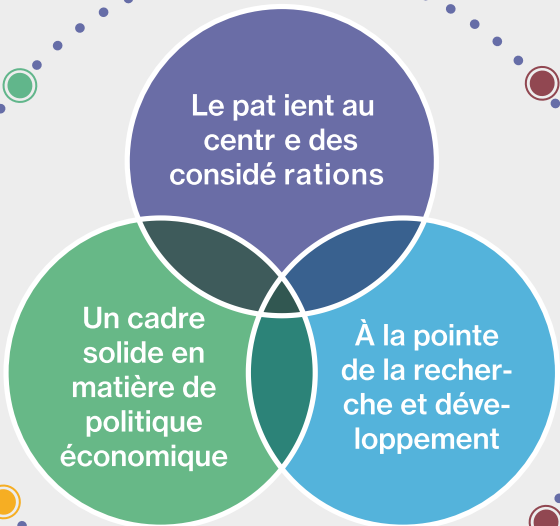 Le pat ient au
centr e des
considé rations
Un cadre
solide en
matière de
politique
économique
À la pointe
de la recher-
che et déve-
loppement